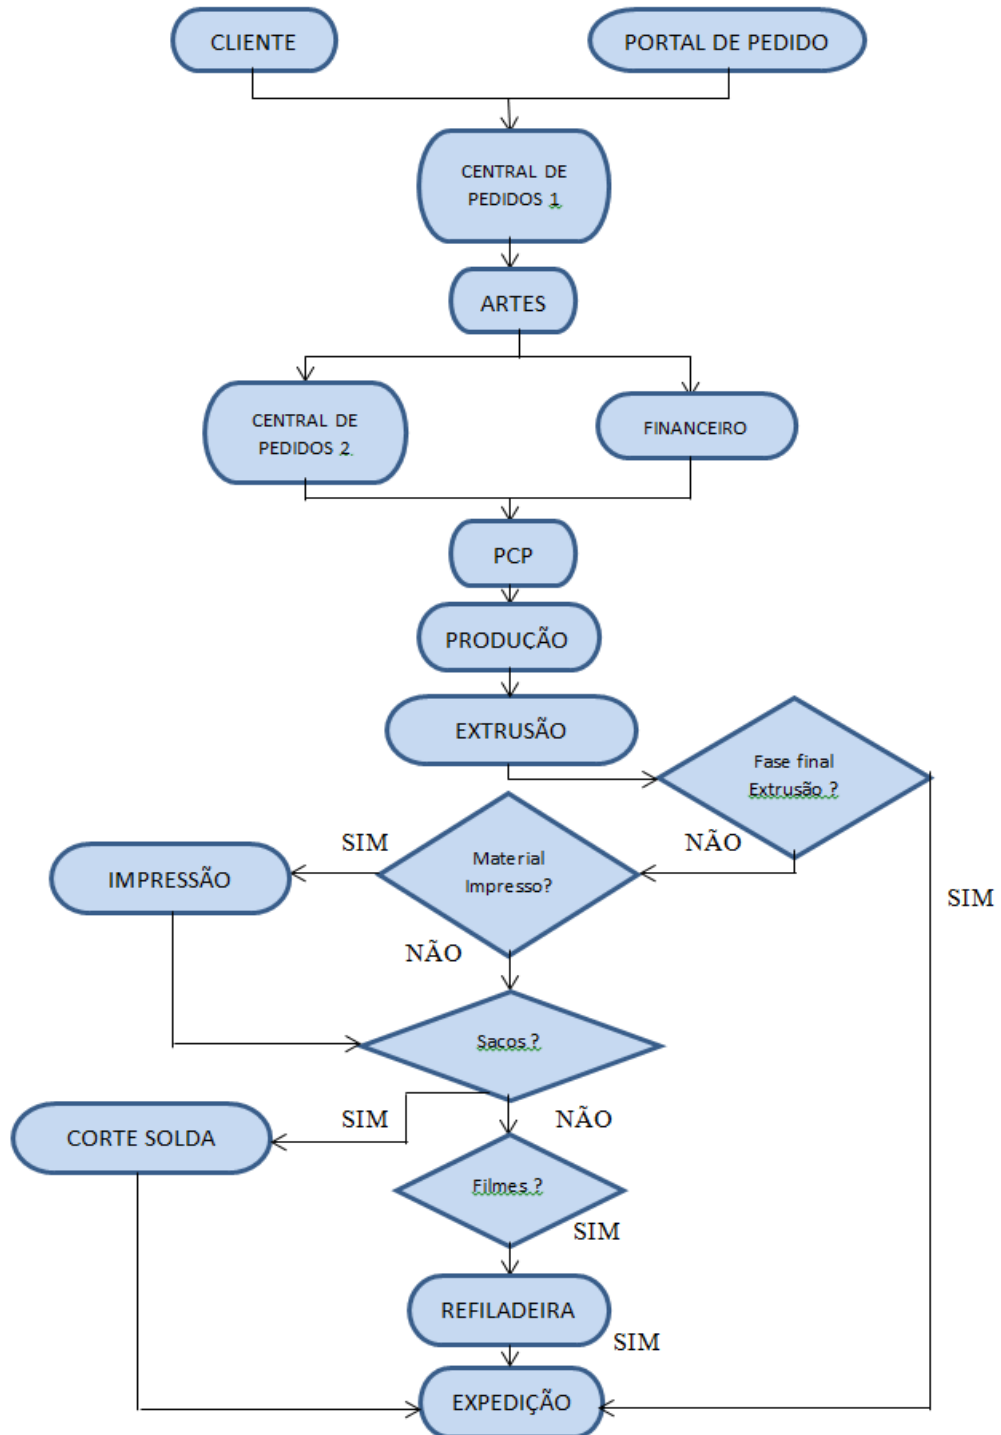 CLIENTE
PORTAL DE PEDIDO
CENTRAL DE
PEDIDOS 1
ARTES
CENTRAL DE
PEDIDOS 2.
FINANCEIRO
PCP
PRODUÇÃO
EXTRUSÃO
Fase final
Extrusão ?
SIM
NÃO
Material
Impresso?
IMPRESSÃO
SIM
NÃO
Sacos ?
SIM
NÃO
CORTE SOLDA
Filmes ?
SIM
REFILADEIRA
SIM
EXPEDIÇÃO